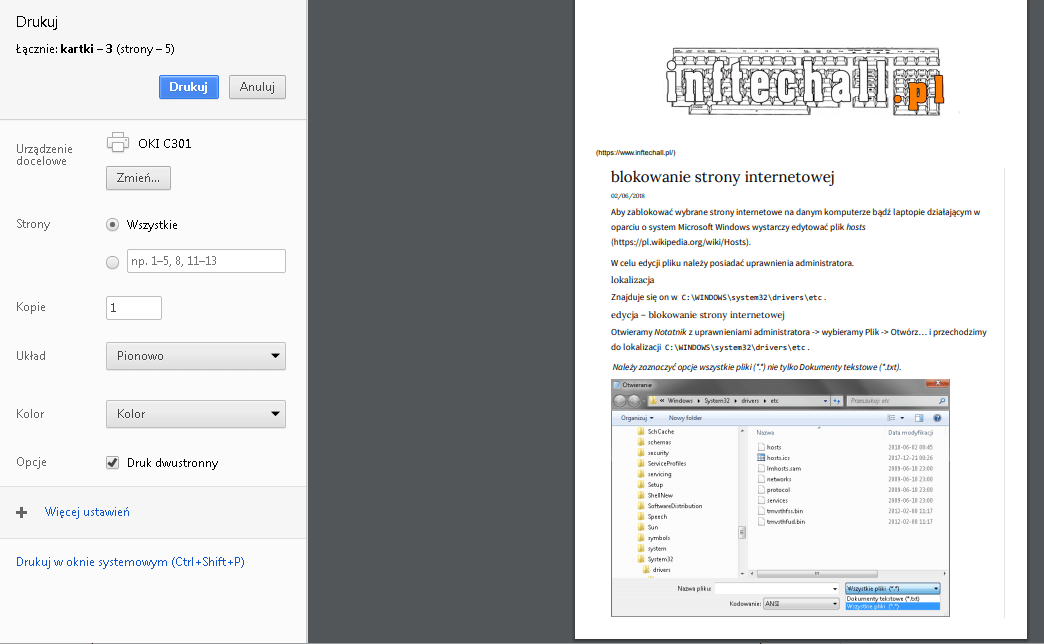 Drukuj
Łącznie: kartki – 3 (strony – 5)
Drukuj
Anuluj
Urządzenie
docelowe
OKI C301
Zmień...
Strony
Wszystkie
np. 1–5, 8, 11–13
Kopie
1
Układ
Pionowo
Kolor
Kolor
Opcje
Druk dwustronny
Więcej ustawień
Drukuj w oknie systemowym (Ctrl+Shift+P)
inftechall.pl
(https://www.inftechall.pl/)
blokowanie strony internetowej
02/06/2018
Aby zablokować wybrane strony internetowe na danym komputerze bądź laptopie działającym w
oparciu o system Microsoft Windows wystarczy edytować plik hosts
(https://pl.wikipedia.org/wiki/Hosts).
W celu edycji pliku należy posiadać uprawnienia administratora.
lokalizacja
Znajduje się on w C:\WINDOWS\system32\drivers\etc.
edycja – blokowanie strony internetowej
Otwieramy Notatnik z uprawnieniami administratora -> wybieramy Plik -> Otwórz… i przechodzimy
do lokalizacji C:\WINDOWS\system32\drivers\etc.
Należy zaznaczyć opcje wszystkie pliki (*.*) nie tylko Dokumenty tekstowe (*.txt).
Otwieranie
« Windows ▸ System32 ▸ drivers ▸ etc
Przeszukaj: etc
Organizuj
Nowy folder
SchCache
schemas
security
ServiceProfiles
servicing
Setup
ShellNew
SoftwareDistribution
Speech
Sun
symbols
system
System32
drivers
Nazwa
Data modyfikacji
hosts 2018-06-02 00:45
hosts.ics 2017-12-21 00:26
lmhosts.sam 2009-06-10 23:00
networks 2009-06-10 23:00
protocol 2009-06-10 23:00
services 2009-06-10 23:00
tmvsthfss.bin 2012-02-08 11:17
tmvsthfud.bin 2012-02-08 11:17
Nazwa pliku:
Wszystkie pliki (*.*)
Kodowanie: ANSI
Dokumenty tekstowe (*.txt)
Wszystkie pliki (*.*)